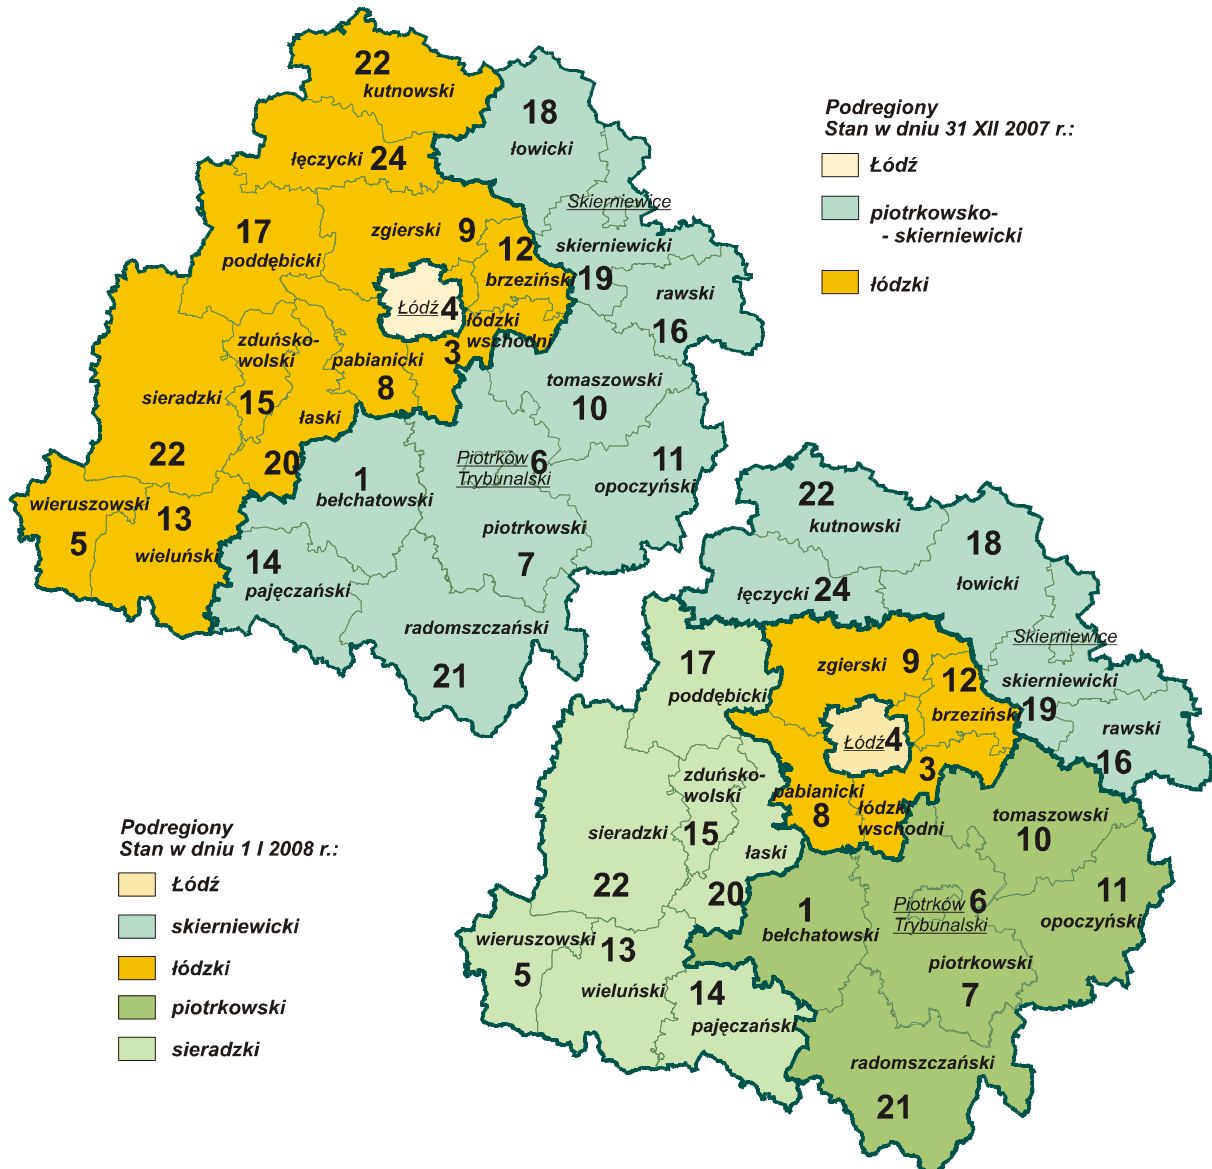 22
kutnowski
18
łowicki
łęczycki 24
Skierniewice
17
poddębicki
zgierski 9
12
brzeziński
skierniewicki
19
rawski
16
Łódź 4
łódzki
wschodni
3
zduńsko-
wolski
15
pabianicki
8
sieradzki
22
łaski
20
tomaszowski
10
wieruszowski
5
13
wieluński
1
bełchatowski
Piotrków
Trybunalski
6
11
opoczyński
piotrkowski
7
14
pajęczański
radomszczański
21
Podregiony
Stan w dniu 31 XII 2007 r.:
Łódź
piotrkowsko-
- skierniewicki
łódzki
22
kutnowski
18
łowicki
łęczycki 24
Skierniewice
17
poddębicki
zgierski 9
12
brzezińsk
skierniewicki
19
rawski
16
Łódź 4
3
zduńsko-
wolski
15
pabianicki
8
łódzki
wschodni
sieradzki
22
łaski
20
tomaszowski
10
wieruszowski
5
13
wieluński
1
bełchatowski
Piotrków
Trybunalski
6
11
opoczyński
piotrkowski
7
14
pajęczański
radomszczański
21
Podregiony
Stan w dniu 1 I 2008 r.:
Łódź
skierniewicki
łódzki
piotrkowski
sieradzki